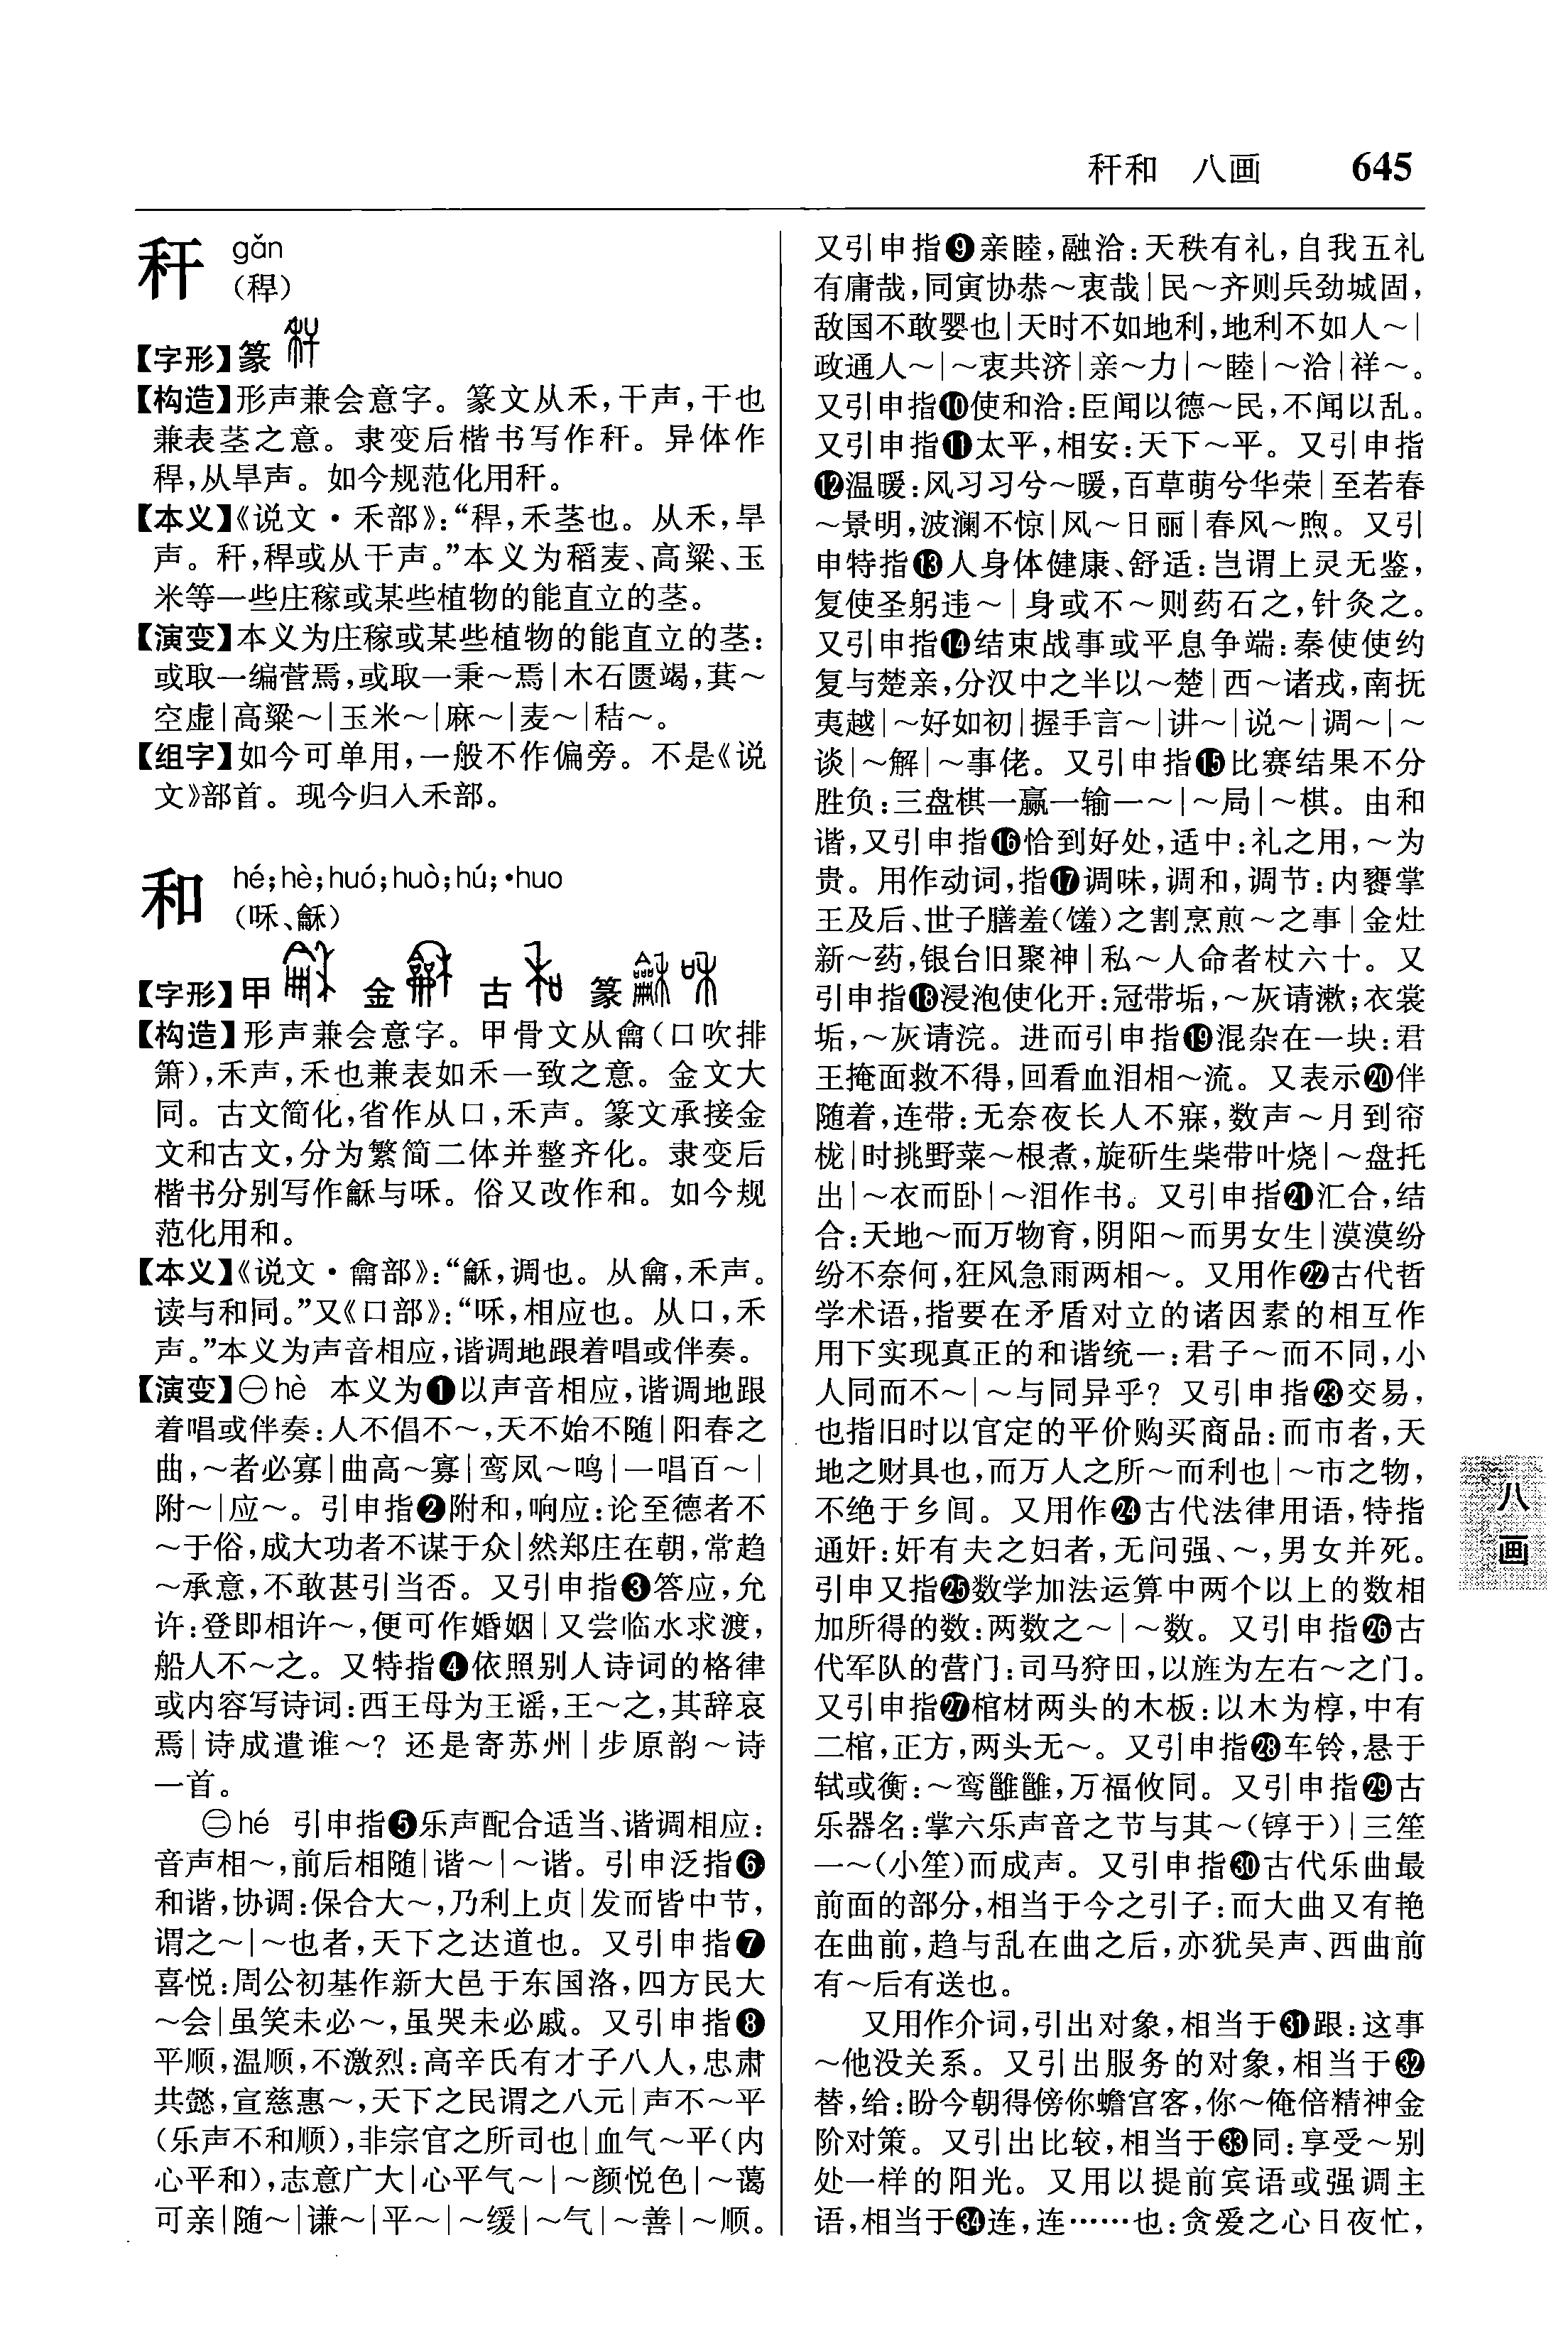 秆和 八画 645
秆 gǎn
(稈)
【字形】篆
【构造】形声兼会意字。篆文从禾,干声,干也
兼表茎之意。隶变后楷书写作秆。异体作
稈,从旱声。如今规范化用秆。
【本义】《说文·禾部》:“稈,禾茎也。从禾,旱
声。秆,稈或从干声。”本义为稻麦、高粱、玉
米等一些庄稼或某些植物的能直立的茎。
【演变】本义为庄稼或某些植物的能直立的茎:
或取一编菅焉,或取一秉～焉|木石匮竭,萁～
空虚|高粱～|玉米～|麻～|麦～|秸～。
【组字】如今可单用,一般不作偏旁。不是《说
文》部首。现今归入禾部。
和 hé;hè;huó;huò;hú;·huo
(咊、龢)
【字形】甲 金 古 篆
【构造】形声兼会意字。甲骨文从龠(口吹排
箫),禾声,禾也兼表如禾一致之意。金文大
同。古文简化,省作从口,禾声。篆文承接金
文和古文,分为繁简二体并整齐化。隶变后
楷书分别写作龢与咊。俗又改作和。如今规
范化用和。
【本义】《说文·龠部》:“龢,调也。从龠,禾声。
读与和同。”又《口部》:“咊,相应也。从口,禾
声。”本义为声音相应,谐调地跟着唱或伴奏。
【演变】㊀hè 本义为❶以声音相应,谐调地跟
着唱或伴奏:人不倡不～,天不始不随|阳春之
曲,～者必寡|曲高～寡|鸾凤～鸣|一唱百～|
附～|应～。引申指❷附和,响应:论至德者不
～于俗,成大功者不谋于众|然郑庄在朝,常趋
～承意,不敢甚引当否。又引申指❸答应,允
许:登即相许～,便可作婚姻|又尝临水求渡,
船人不～之。又特指❹依照别人诗词的格律
或内容写诗词:西王母为王谣,王～之,其辞哀
焉|诗成遣谁～?还是寄苏州|步原韵～诗
一首。
㊁hé 引申指❺乐声配合适当、谐调相应:
音声相～,前后相随|谐～|～谐。引申泛指❻
和谐,协调:保合大～,乃利上贞|发而皆中节,
谓之～|～也者,天下之达道也。又引申指❼
喜悦:周公初基作新大邑于东国洛,四方民大
～会|虽笑未必～,虽哭未必戚。又引申指❽
平顺,温顺,不激烈:高辛氏有才子八人,忠肃
共懿,宣慈惠～,天下之民谓之八元|声不～平
(乐声不和顺),非宗官之所司也|血气～平(内
心平和),志意广大|心平气～|～颜悦色|～蔼
可亲|随～|谦～|平～|～缓|～气|～善|～顺。
又引申指❾亲睦,融洽:天秩有礼,自我五礼
有庸哉,同寅协恭～衷哉|民～齐则兵劲城固,
敌国不敢婴也|天时不如地利,地利不如人～|
政通人～|～衷共济|亲～力|～睦|～洽|祥～。
又引申指❿使和洽:臣闻以德～民,不闻以乱。
又引申指⓫太平,相安:天下～平。又引申指
⓬温暖:风习习兮～暖,百草萌兮华荣|至若春
～景明,波澜不惊|风～日丽|春风～煦。又引
申特指⓭人身体健康、舒适:岂谓上灵无鉴,
复使圣躬违～|身或不～则药石之,针灸之。
又引申指⓮结束战事或平息争端:秦使使约
复与楚亲,分汉中之半以～楚|西～诸戎,南抚
夷越|～好如初|握手言～|讲～|说～|调～|～
谈|～解|～事佬。又引申指⓯比赛结果不分
胜负:三盘棋一赢一输一～|～局|～棋。由和
谐,又引申指⓰恰到好处,适中:礼之用,～为
贵。用作动词,指⓱调味,调和,调节:内饔掌
王及后、世子膳羞(馐)之割烹煎～之事|金灶
新～药,银台旧聚神|私～人命者杖六十。又
引申指⓲浸泡使化开:冠带垢,～灰请漱;衣裳
垢,～灰请浣。进而引申指⓳混杂在一块:君
王掩面救不得,回看血泪相～流。又表示⓴伴
随着,连带:无奈夜长人不寐,数声～月到帘
栊|时挑野菜～根煮,旋斫生柴带叶烧|～盘托
出|～衣而卧|～泪作书。又引申指㉑汇合,结
合:天地～而万物育,阴阳～而男女生|漠漠纷
纷不奈何,狂风急雨两相～。又用作㉒古代哲
学术语,指要在矛盾对立的诸因素的相互作
用下实现真正的和谐统一:君子～而不同,小
人同而不～|～与同异乎?又引申指㉓交易,
也指旧时以官定的平价购买商品:而市者,天
地之财具也,而万人之所～而利也|～市之物,
不绝于乡闾。又用作㉔古代法律用语,特指
通奸:奸有夫之妇者,无问强、～,男女并死。
引申又指㉕数学加法运算中两个以上的数相
加所得的数:两数之～|～数。又引申指㉖古
代军队的营门:司马狩田,以旌为左右～之门。
又引申指㉗棺材两头的木板:以木为椁,中有
二棺,正方,两头无～。又引申指㉘车铃,悬于
轼或衡:～鸾雝雝,万福攸同。又引申指㉙古
乐器名:掌六乐声音之节与其～(錞于)|三笙
一～(小笙)而成声。又引申指㉚古代乐曲最
前面的部分,相当于今之引子:而大曲又有艳
在曲前,趋与乱在曲之后,亦犹吴声、西曲前
有～后有送也。
又用作介词,引出对象,相当于㉛跟:这事
～他没关系。又引出服务的对象,相当于㉜
替,给:盼今朝得傍你蟾宫客,你～俺倍精神金
阶对策。又引出比较,相当于㉝同:享受～别
处一样的阳光。又用以提前宾语或强调主
语,相当于㉞连,连……也:贪爱之心日夜忙,
八
画